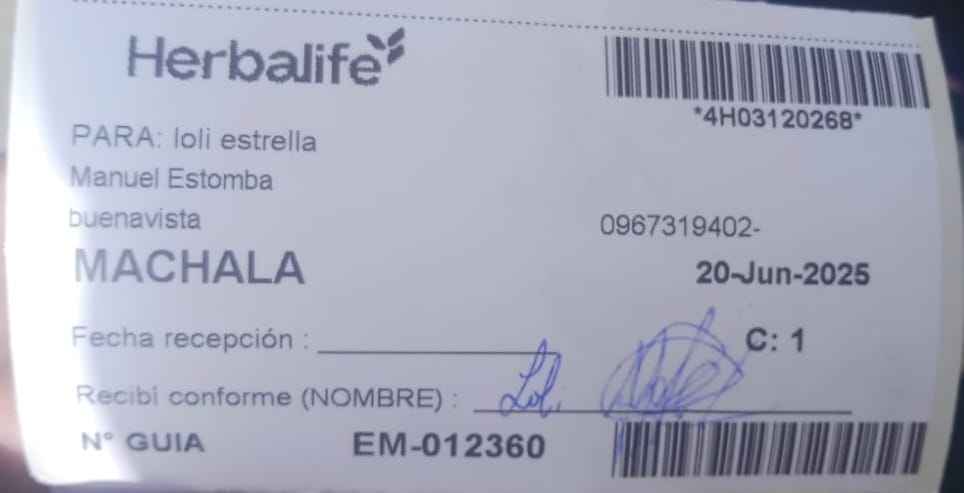 Herbalife
*4H03120268*
PARA: loli estrella
Manuel Estomba
buenavista
0967319402-
MACHALA
20-Jun-2025
Fecha recepción :
C: 1
Recibí conforme (NOMBRE) : Loli
N° GUIA EM-012360